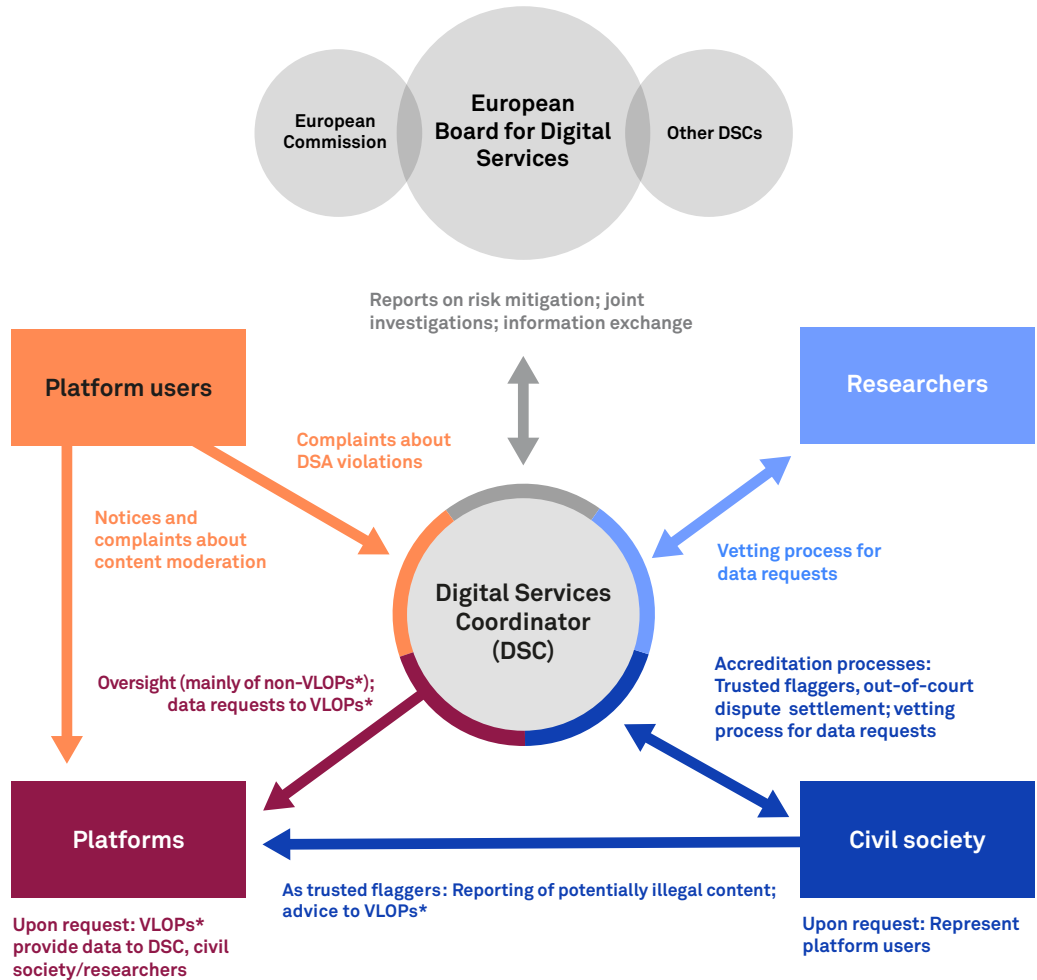 European
Commission
European
Board for Digital
Services
Other DSCs
Reports on risk mitigation; joint
investigations; information exchange
Platform users
Researchers
Complaints about
DSA violations
Notices and
complaints about
content moderation
Vetting process for
data requests
Digital Services
Coordinator
(DSC)
Oversight (mainly of non-VLOPs*);
data requests to VLOPs*
Accreditation processes:
Trusted flaggers, out-of-court
dispute settlement; vetting
process for data requests
Platforms
Civil society
As trusted flaggers: Reporting of potentially illegal content;
advice to VLOPs*
Upon request: VLOPs*
provide data to DSC, civil
society/researchers
Upon request: Represent
platform users